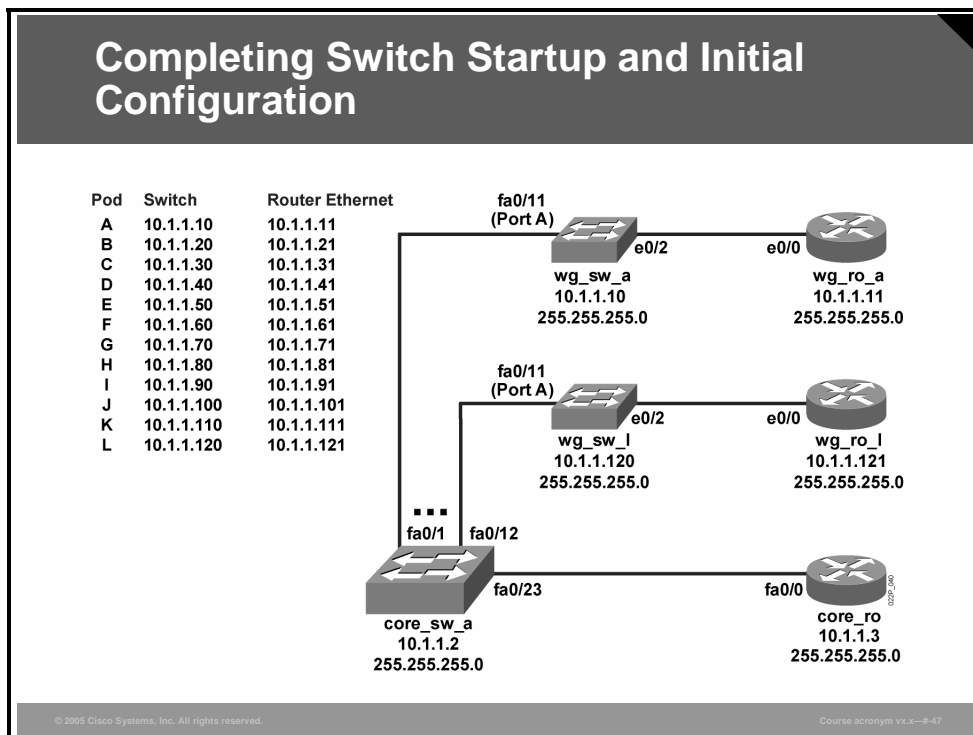 Completing Switch Startup and Initial
Configuration
Pod Switch Router Ethernet
A 10.1.1.10 10.1.1.11
B 10.1.1.20 10.1.1.21
C 10.1.1.30 10.1.1.31
D 10.1.1.40 10.1.1.41
E 10.1.1.50 10.1.1.51
F 10.1.1.60 10.1.1.61
G 10.1.1.70 10.1.1.71
H 10.1.1.80 10.1.1.81
I 10.1.1.90 10.1.1.91
J 10.1.1.100 10.1.1.101
K 10.1.1.110 10.1.1.111
L 10.1.1.120 10.1.1.121
fa0/11
(Port A)
e0/2
e0/0
wg_sw_a
10.1.1.10
255.255.255.0
wg_ro_a
10.1.1.11
255.255.255.0
fa0/11
(Port A)
e0/2
e0/0
wg_sw_l
10.1.1.120
255.255.255.0
wg_ro_l
10.1.1.121
255.255.255.0
...
fa0/1 fa0/12
fa0/23
fa0/0
core_sw_a
10.1.1.2
255.255.255.0
core_ro
10.1.1.3
255.255.255.0
022P_040
© 2005 Cisco Systems, Inc. All rights reserved.
Course acronym vx.x—#-47